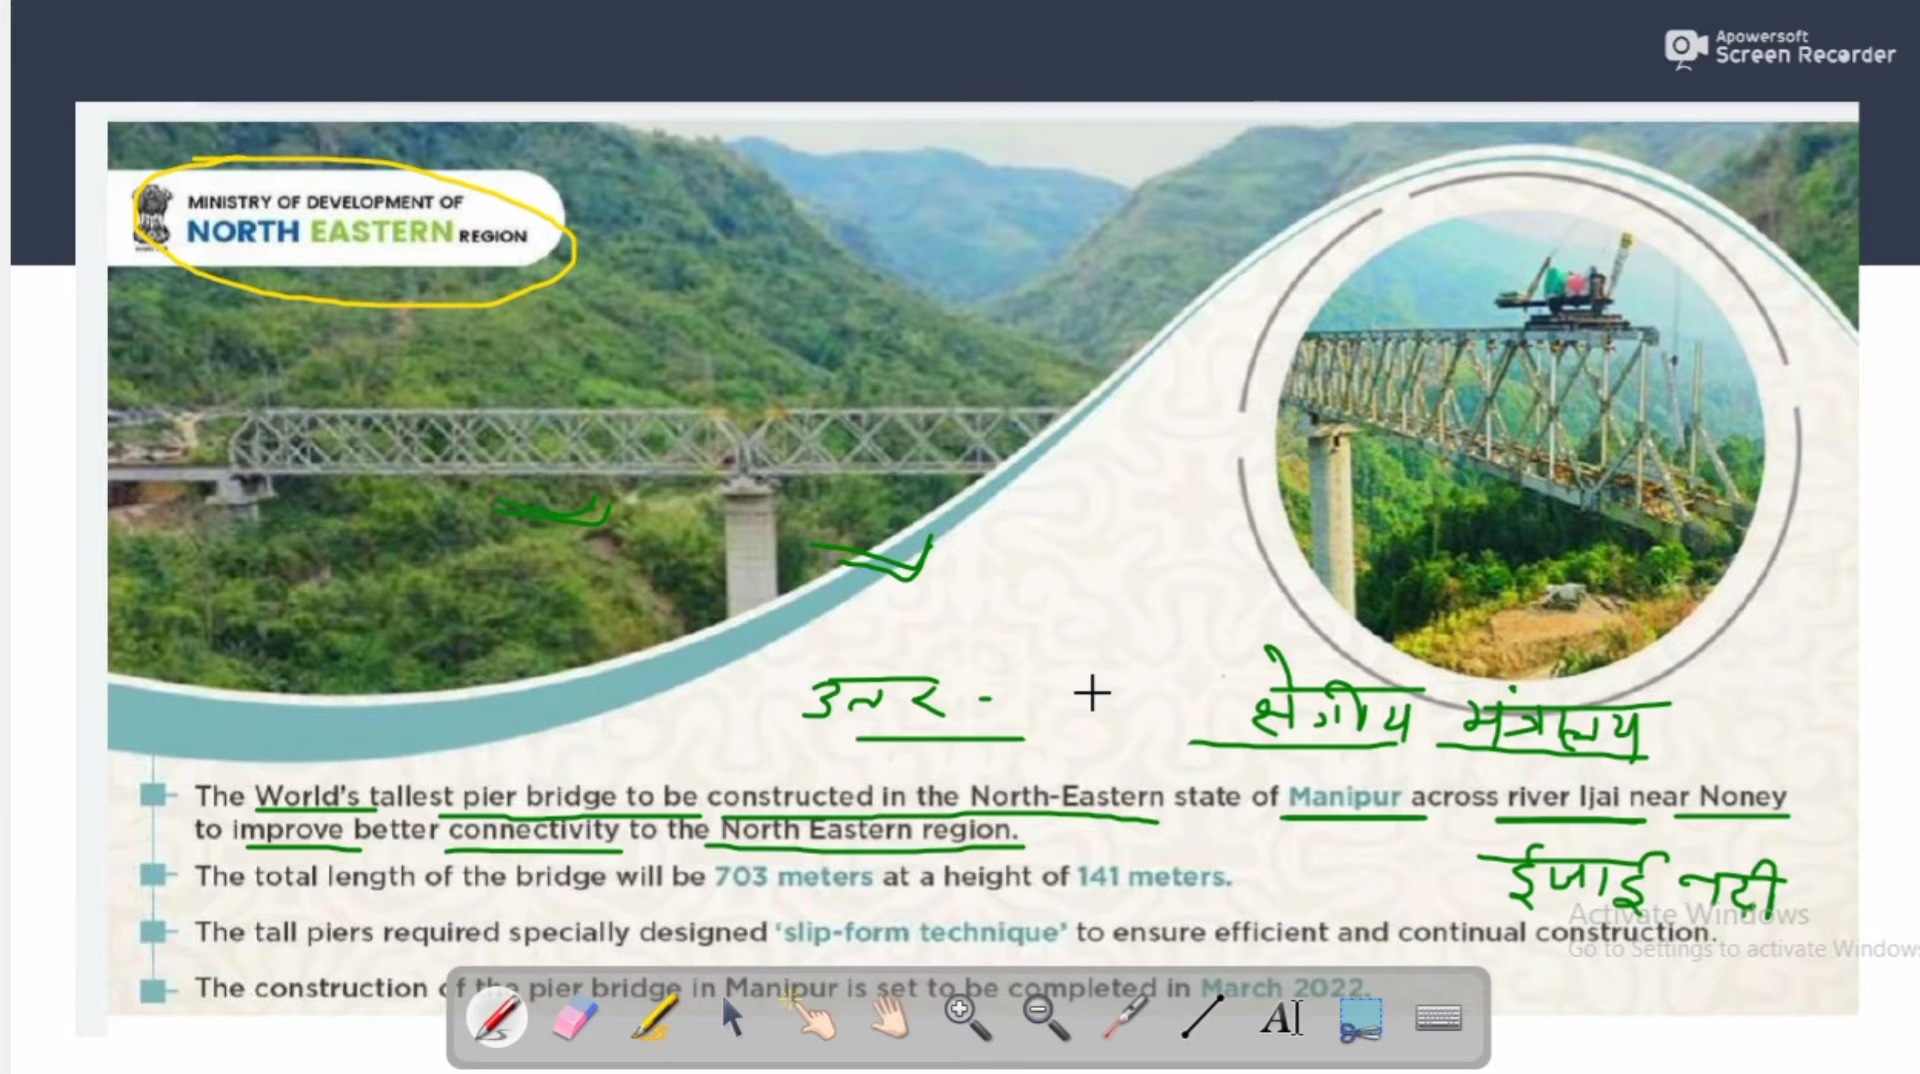 Apowersoft
Screen Recorder
MINISTRY OF DEVELOPMENT OF
NORTH EASTERN REGION
उत्तर -
क्षेत्रीय मंत्रालय
The World's tallest pier bridge to be constructed in the North-Eastern state of Manipur across river Ijai near Noney
to improve better connectivity to the North Eastern region.
ईजाई नदी
The total length of the bridge will be 703 meters at a height of 141 meters.
Activate Windows
The tall piers required specially designed 'slip-form technique' to ensure efficient and continual construction.
Go to Settings to activate Windows
The construction of the pier bridge in Manipur is set to be completed in March 2022.